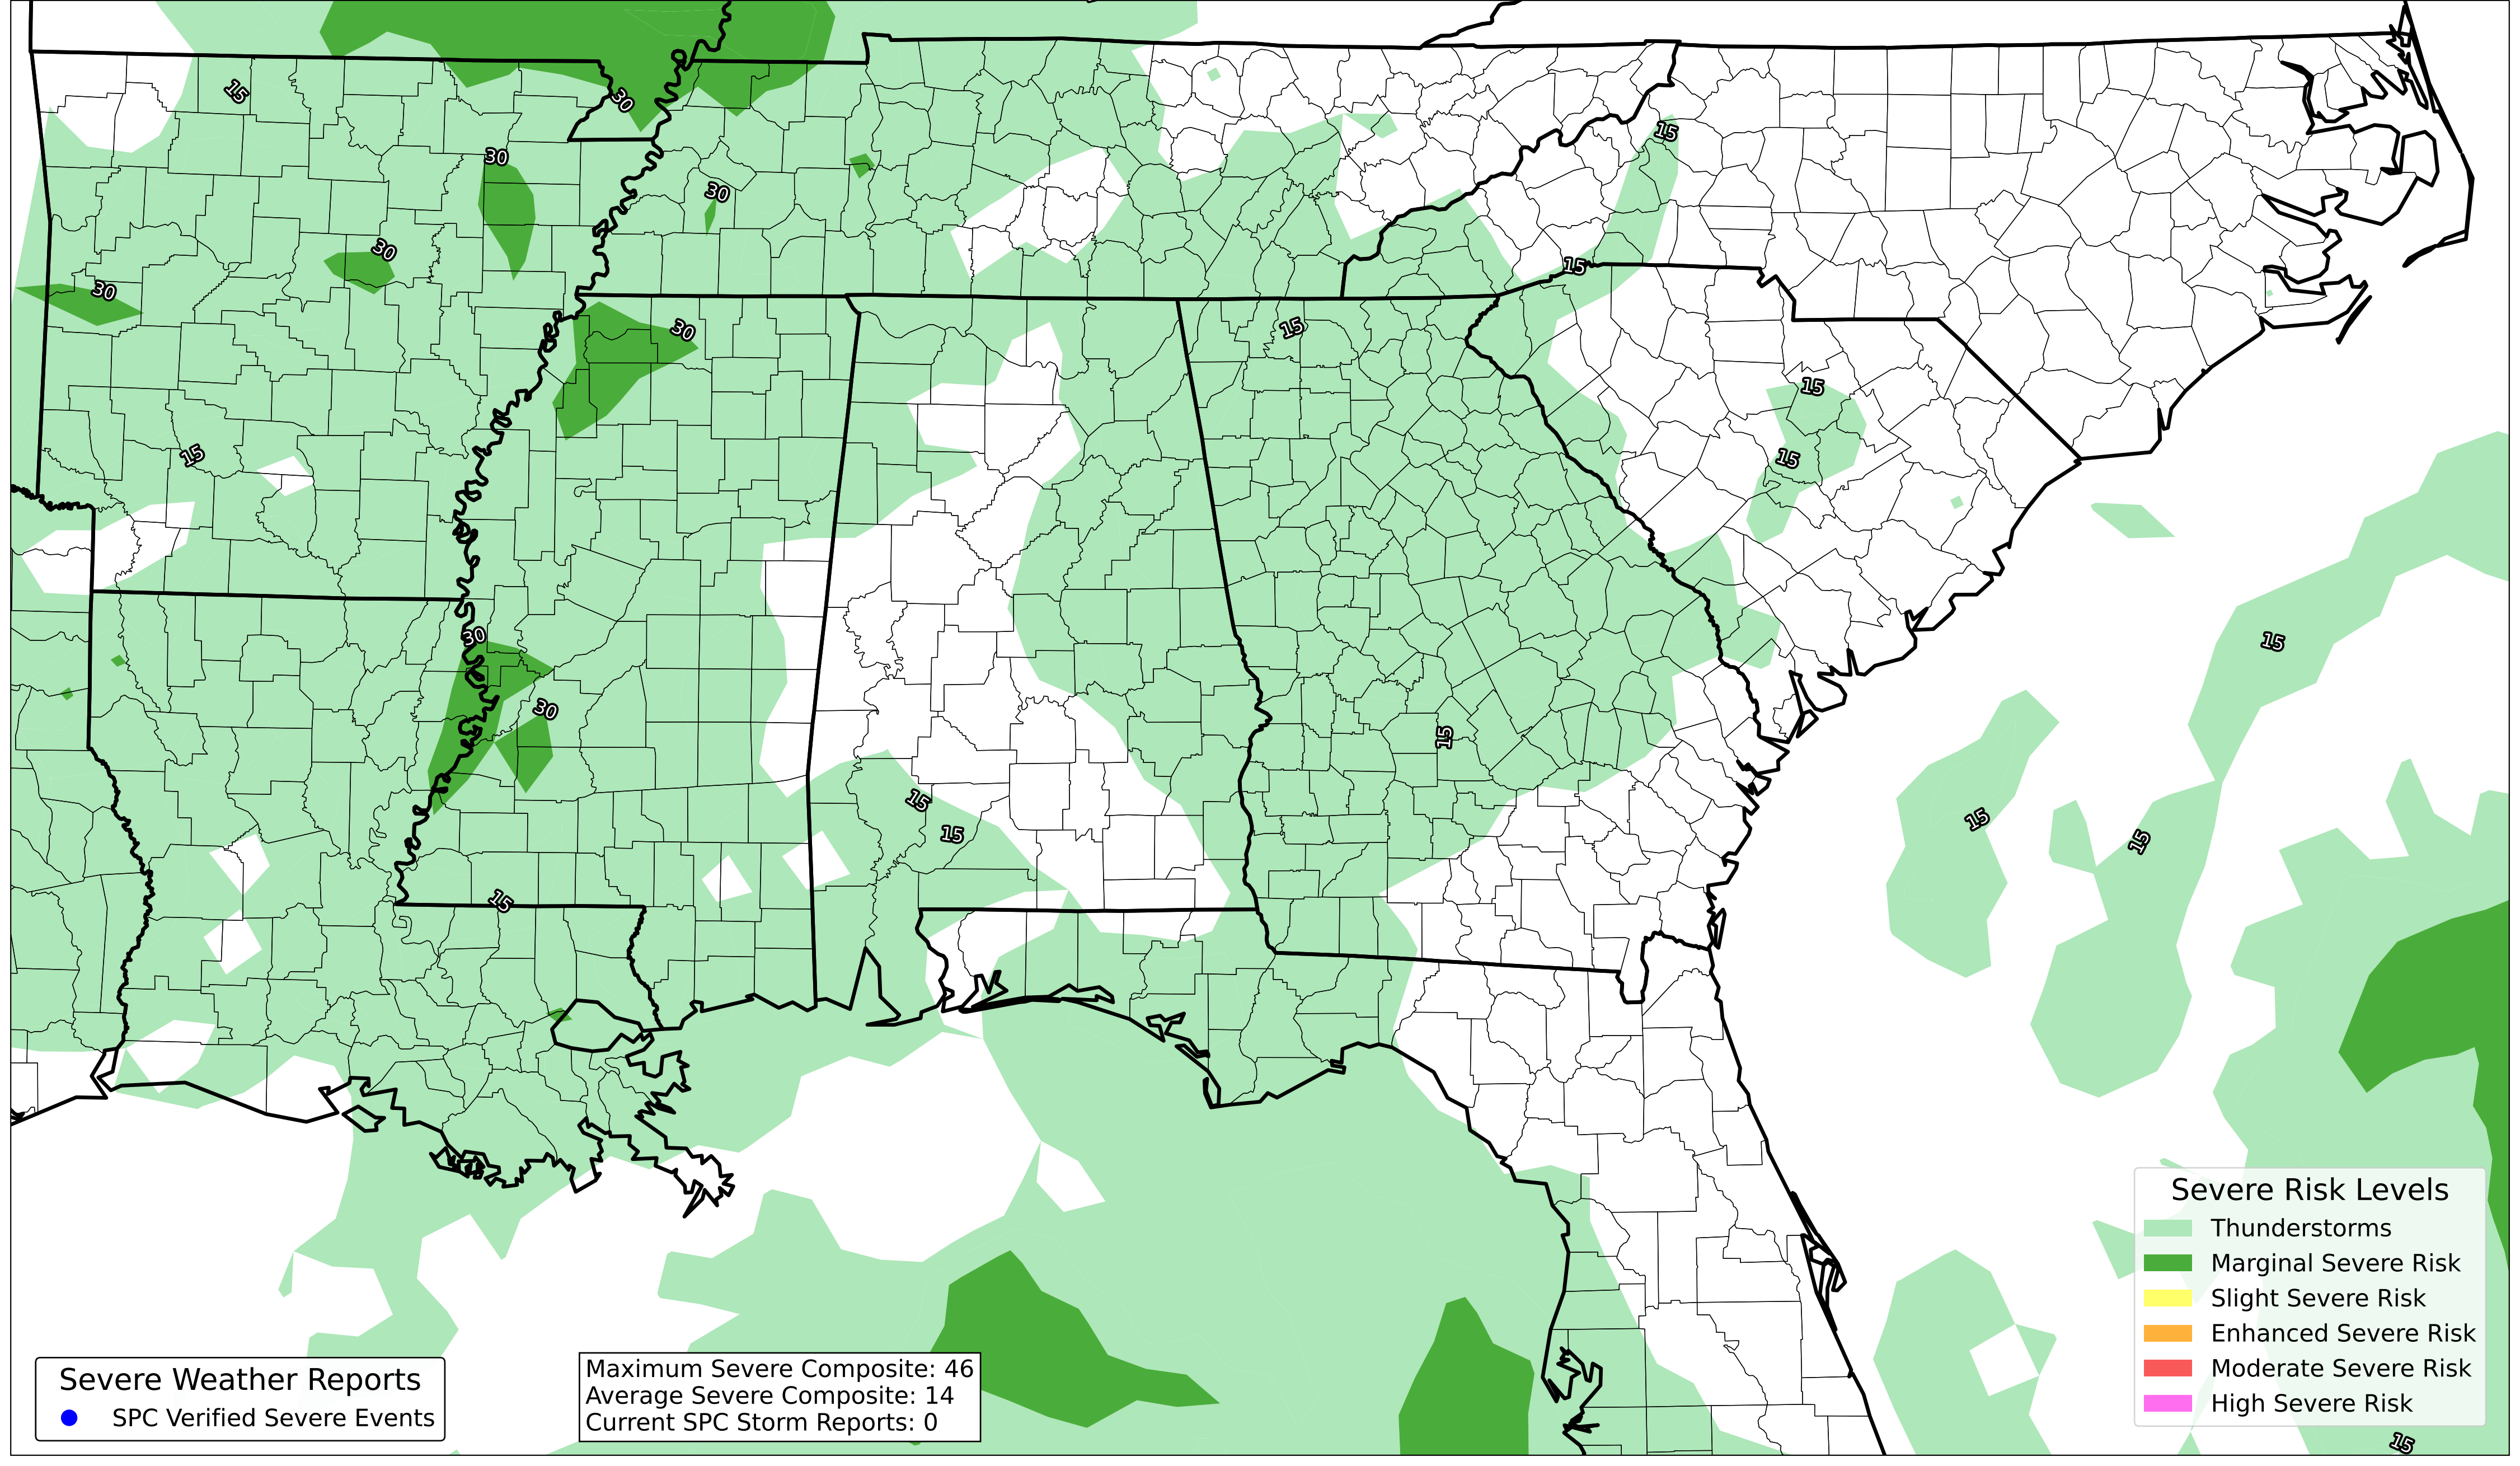 15
30
15
30
30
30
15
30
30
15
30
15
15
15
15
30
15
30
15
15
15
15
15
15
15
Severe Risk Levels
Thunderstorms
Marginal Severe Risk
Slight Severe Risk
Enhanced Severe Risk
Moderate Severe Risk
High Severe Risk
Severe Weather Reports
SPC Verified Severe Events
Maximum Severe Composite: 46
Average Severe Composite: 14
Current SPC Storm Reports: 0
15